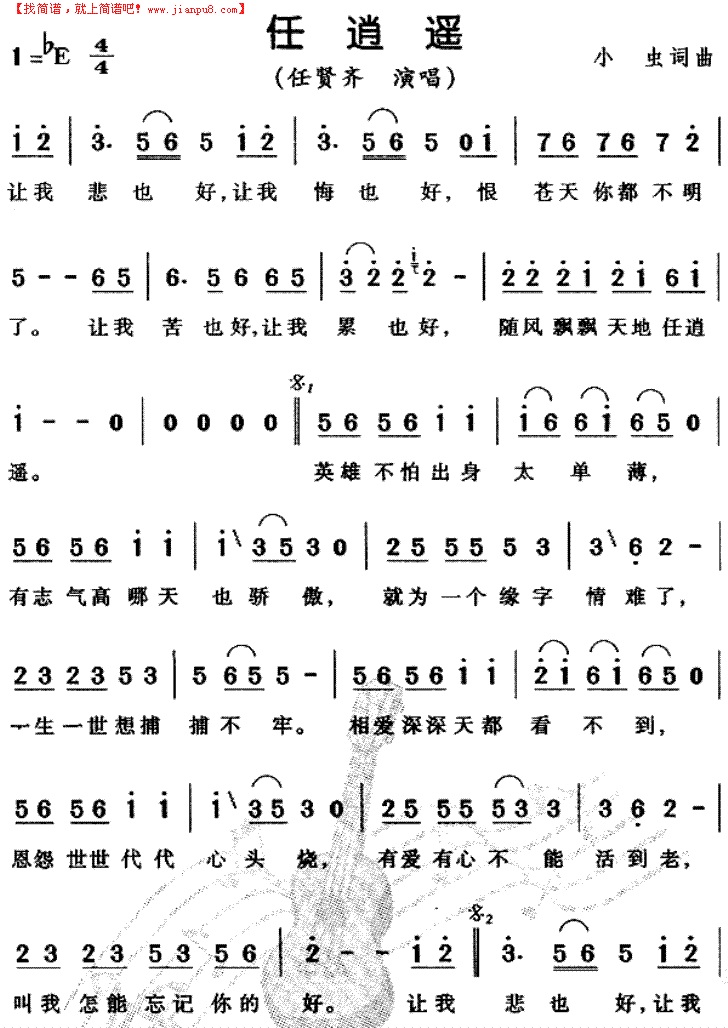 【找简谱，就上简谱吧！www.jianpu8.com】
任逍遥
1=♭E 4/4 (任贤齐 演唱) 小虫词曲
1̇ 2̇ | 3̇. 5 6 5 1̇ 2̇ | 3̇. 5 6 5 0 1̇ | 7 6 7 6 7 2̇ |
让我 悲也 好,让我 悔也 好,恨 苍天你都不明
5 - - 6 5 | 6. 5 6 6 5 | 3̇ 2̇ 2̇ 1̇ 2̇ - | 2̇ 2̇ 2̇ 1̇ 2̇ 1̇ 6 1̇ |
了。 让我 苦也好,让我 累也好, 随风飘飘天地任逍
𝄋1
1̇ - - 0 | 0 0 0 0 ‖ 5 6 5 6 1̇ 1̇ | 1̇ 6 6 1̇ 6 5 0 |
遥。 英雄不怕出身 太单薄,
5 6 5 6 1̇ 1̇ | 1̇ 3 5 3 0 | 2 5 5 5 5 3 | 3 6̣ 2 - |
有志气高哪天 也骄傲, 就为一个缘字 情难了,
2 3 2 3 5 3 | 5 6 5 5 - | 5 6 5 6 1̇ 1̇ | 2̇ 1̇ 6 1̇ 6 5 0 |
一生一世想捕 捕不牢。 相爱深深天都 看不到,
5 6 5 6 1̇ 1̇ | 1̇ 3 5 3 0 | 2 5 5 5 5 3 3 | 3 6̣ 2 - |
恩怨世世代代 心头烧, 有爱有心不能 活到老,
𝄋2
2 3 2 3 5 3 5 6 | 2̇ - - 1̇ 2̇ ‖ 3̇. 5 6 5 1̇ 2̇ |
叫我怎能忘记你的 好。 让我 悲也 好,让我